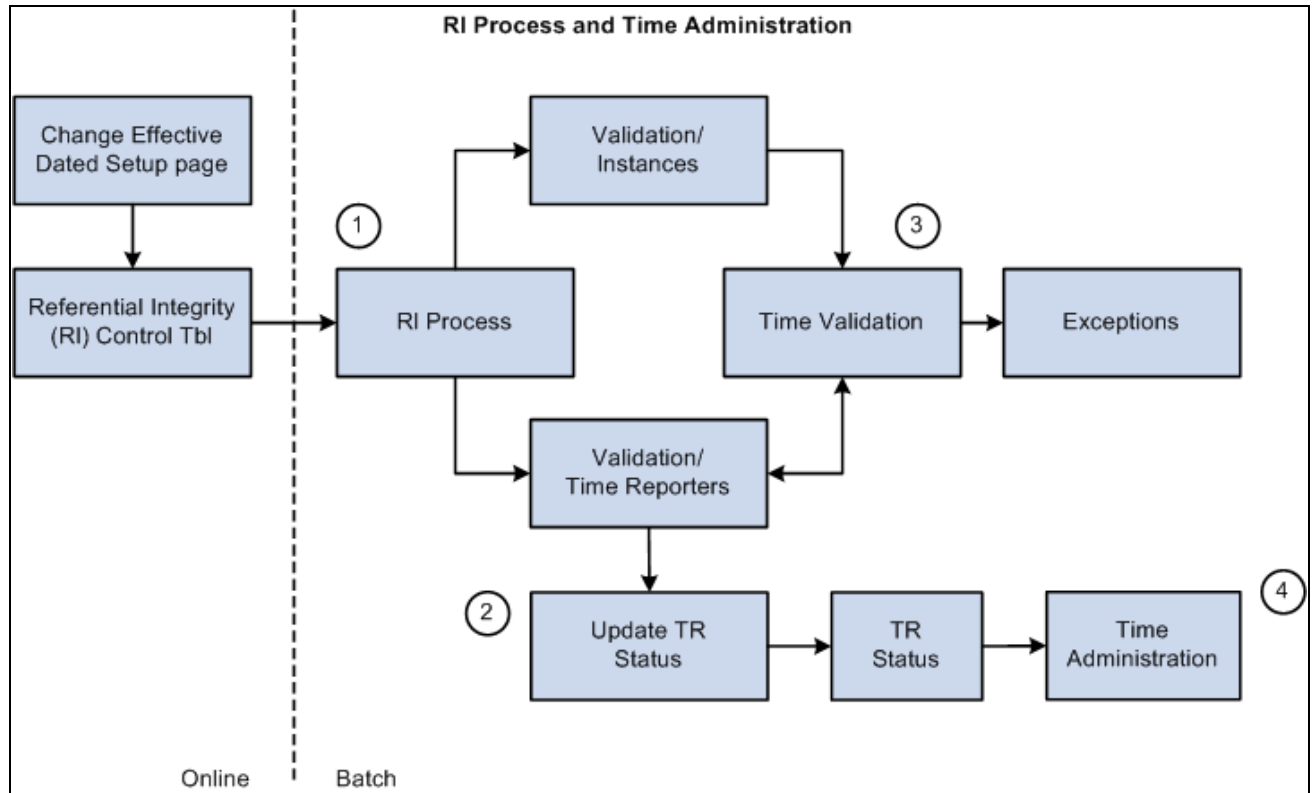 RI Process and Time Administration
Change Effective
Dated Setup page
Referential Integrity
(RI) Control Tbl
1
RI Process
Validation/
Instances
Validation/
Time Reporters
3
Time Validation
Exceptions
2
Update TR
Status
TR
Status
4
Time
Administration
Online
Batch